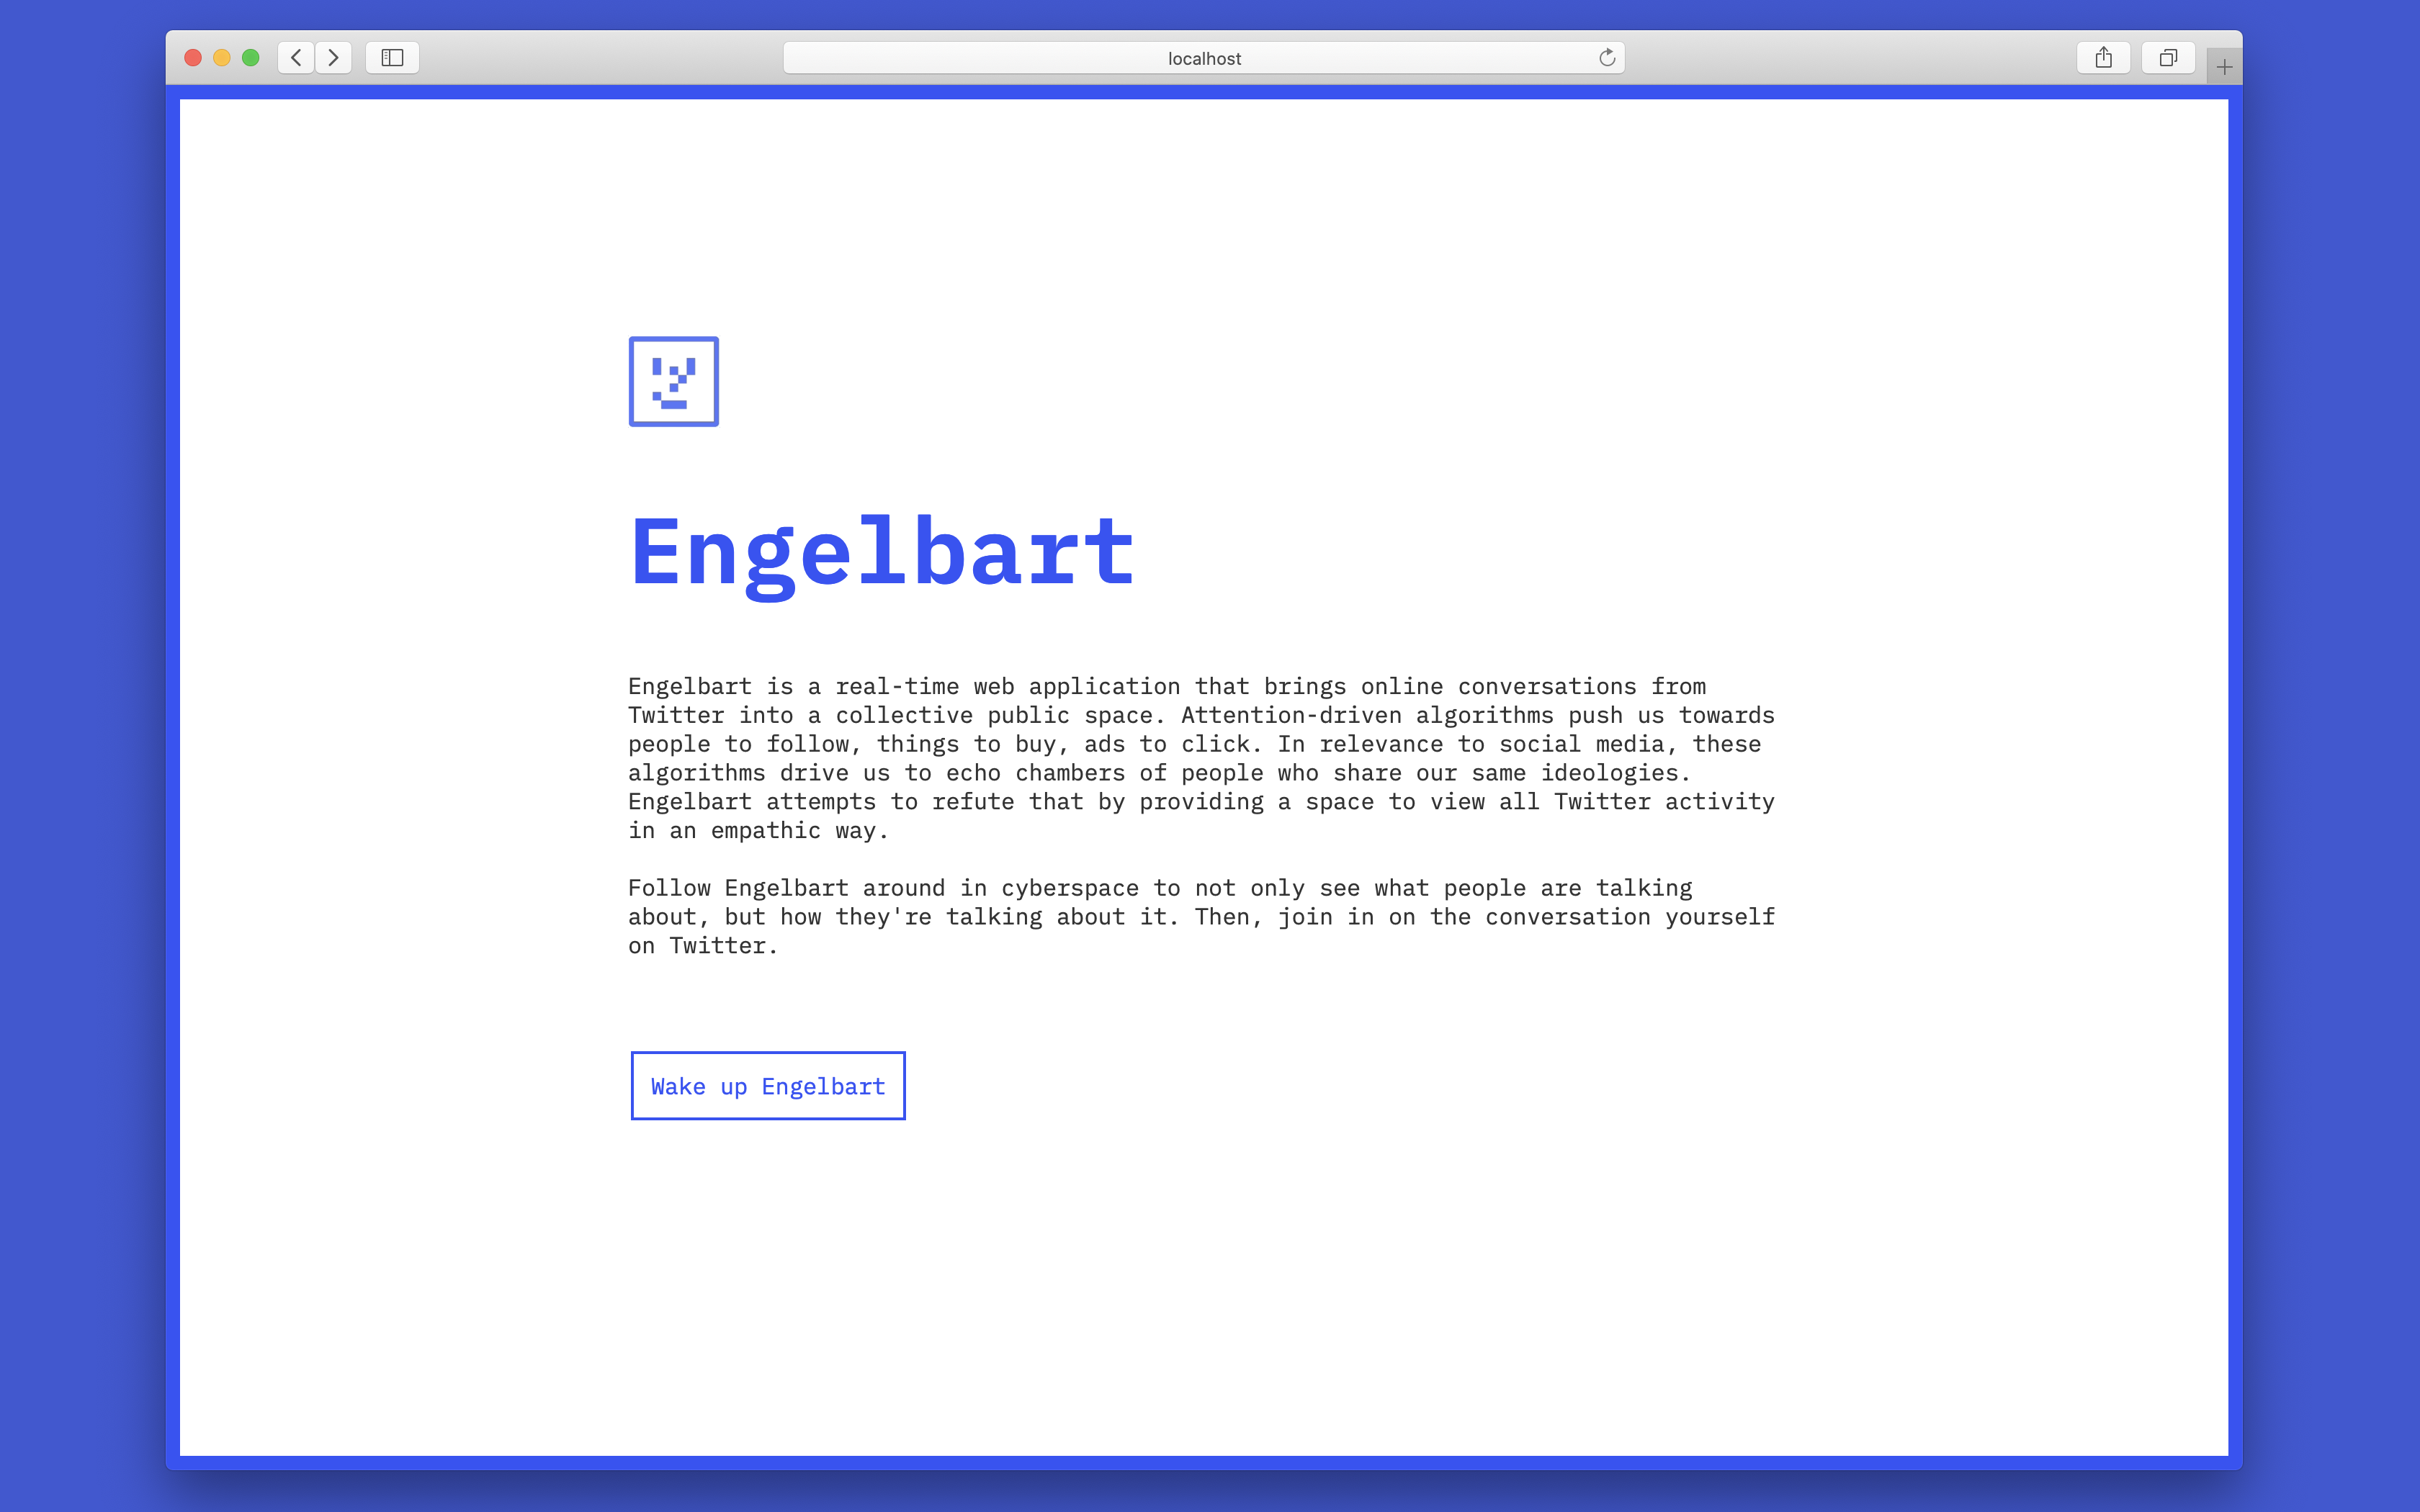 localhost
Engelbart
Engelbart is a real-time web application that brings online conversations from
Twitter into a collective public space. Attention-driven algorithms push us towards
people to follow, things to buy, ads to click. In relevance to social media, these
algorithms drive us to echo chambers of people who share our same ideologies.
Engelbart attempts to refute that by providing a space to view all Twitter activity
in an empathic way.
Follow Engelbart around in cyberspace to not only see what people are talking
about, but how they're talking about it. Then, join in on the conversation yourself
on Twitter.
Wake up Engelbart